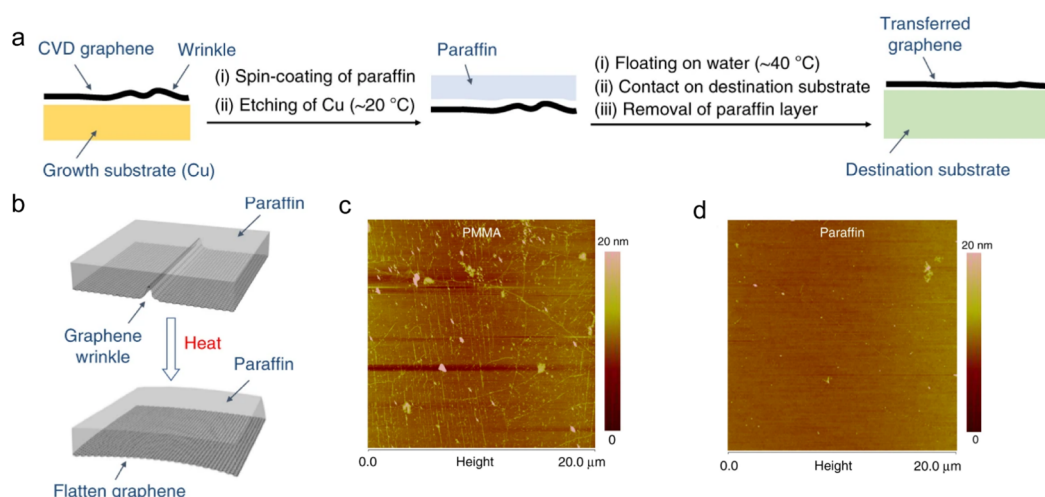 a
CVD graphene
Wrinkle
Growth substrate (Cu)
(i) Spin-coating of paraffin
(ii) Etching of Cu (~20 °C)
Paraffin
(i) Floating on water (~40 °C)
(ii) Contact on destination substrate
(iii) Removal of paraffin layer
Transferred
graphene
Destination substrate
b
Paraffin
Graphene
wrinkle
Heat
Paraffin
Flatten graphene
c
PMMA
20 nm
0
0.0
Height
20.0 μm
d
Paraffin
20 nm
0
0.0
Height
20.0 μm